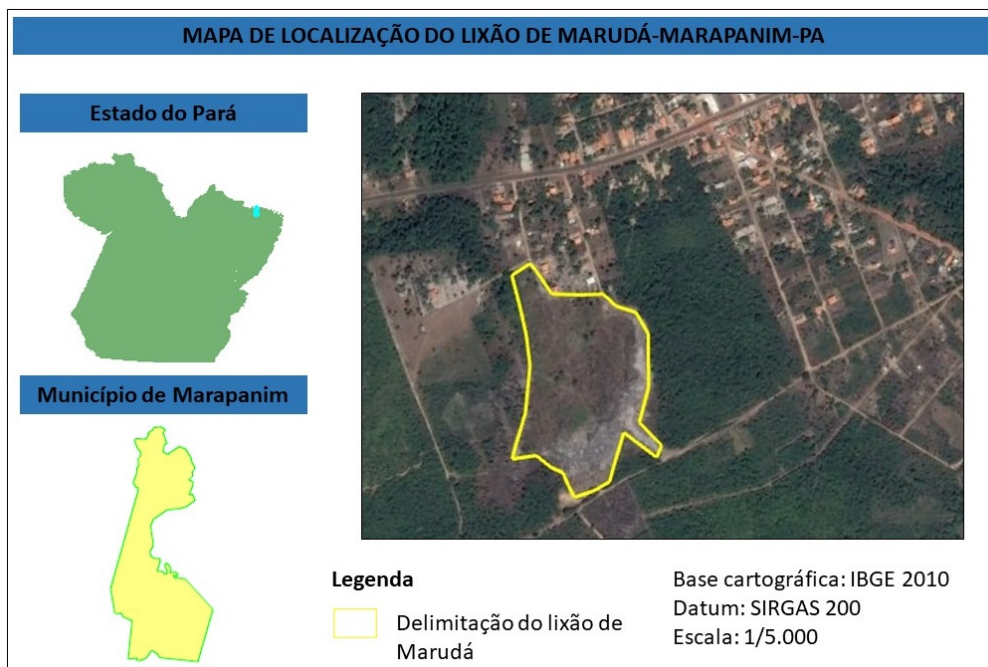 MAPA DE LOCALIZAÇÃO DO LIXÃO DE MARUDÁ-MARAPANIM-PA
Estado do Pará
Município de Marapanim
Legenda
Delimitação do lixão de
Marudá
Base cartográfica: IBGE 2010
Datum: SIRGAS 200
Escala: 1/5.000